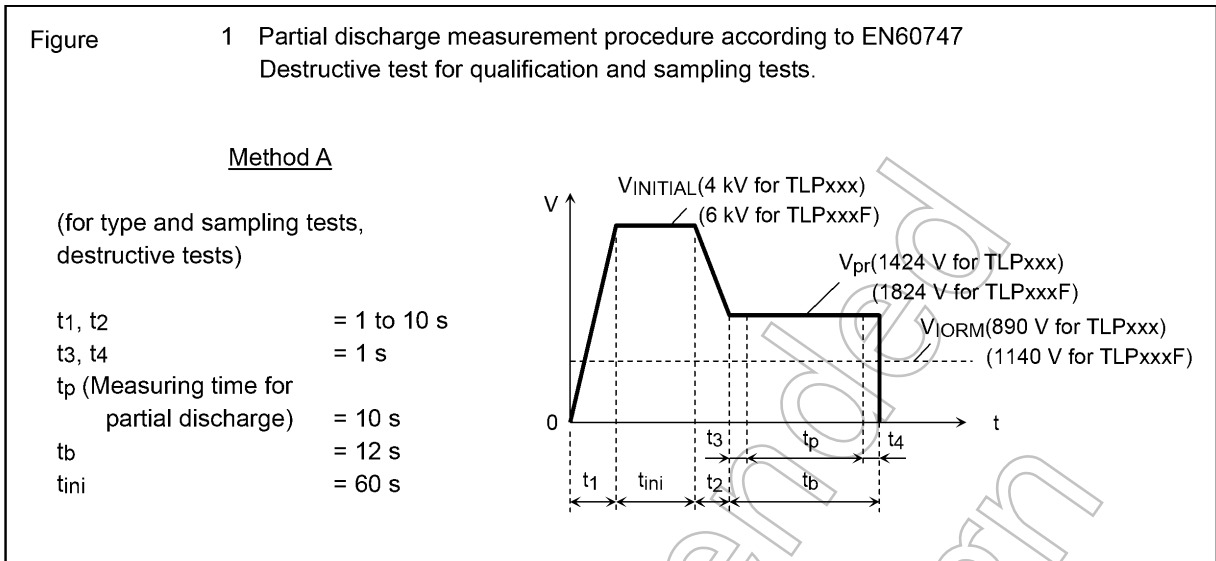 Figure 1 Partial discharge measurement procedure according to EN60747
Destructive test for qualification and sampling tests.
Method A
(for type and sampling tests,
destructive tests)
t1, t2 = 1 to 10 s
t3, t4 = 1 s
tp (Measuring time for
partial discharge) = 10 s
tb = 12 s
tini = 60 s
V
VINITIAL(4 kV for TLPxxx)
(6 kV for TLPxxxF)
Vpr(1424 V for TLPxxx)
(1824 V for TLPxxxF)
VIORM(890 V for TLPxxx)
(1140 V for TLPxxxF)
0
t
t3 tp t4
t1 tini t2 tb
ended
gn